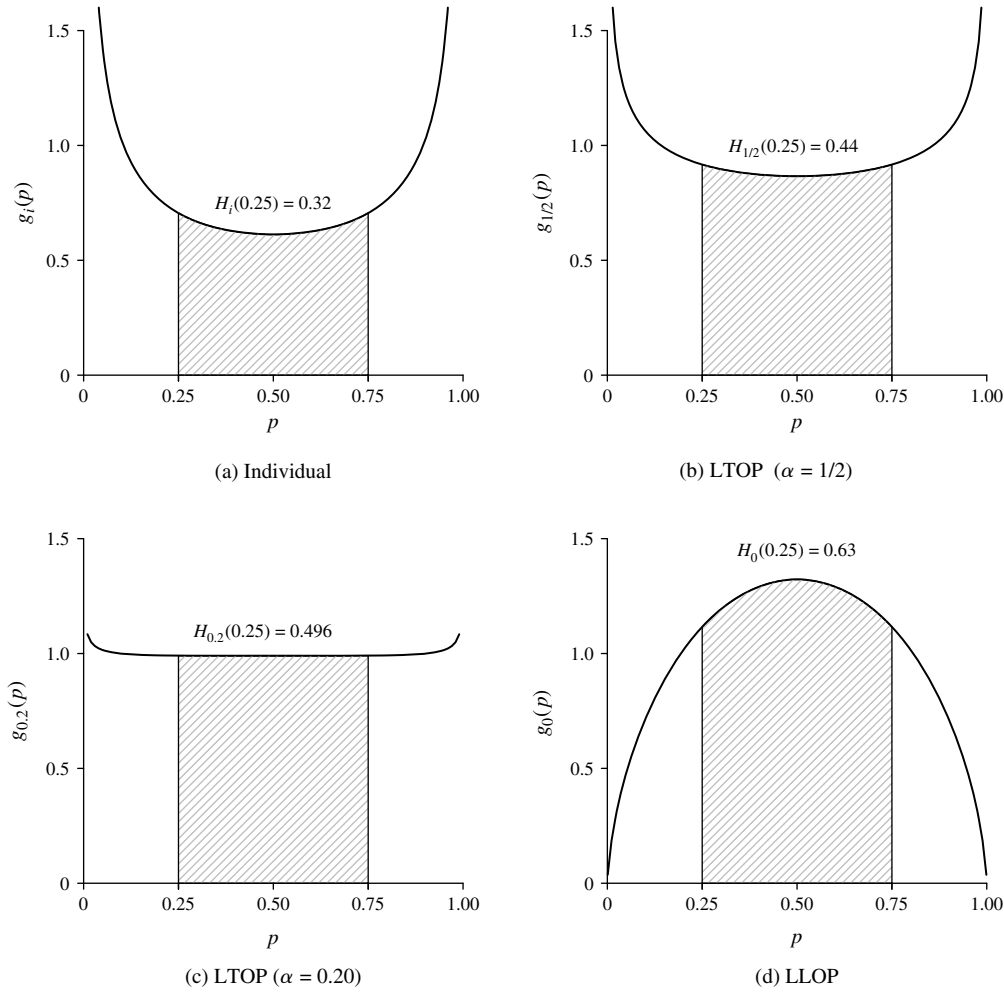 1.5
1.0
0.5
0
g_i(p)
H_i(0.25) = 0.32
0 0.25 0.50 0.75 1.00
p
(a) Individual
1.5
1.0
0.5
0
g_{1/2}(p)
H_{1/2}(0.25) = 0.44
0 0.25 0.50 0.75 1.00
p
(b) LTOP (α = 1/2)
1.5
1.0
0.5
0
g_{0.2}(p)
H_{0.2}(0.25) = 0.496
0 0.25 0.50 0.75 1.00
p
(c) LTOP (α = 0.20)
1.5
1.0
0.5
0
g_0(p)
H_0(0.25) = 0.63
0 0.25 0.50 0.75 1.00
p
(d) LLOP